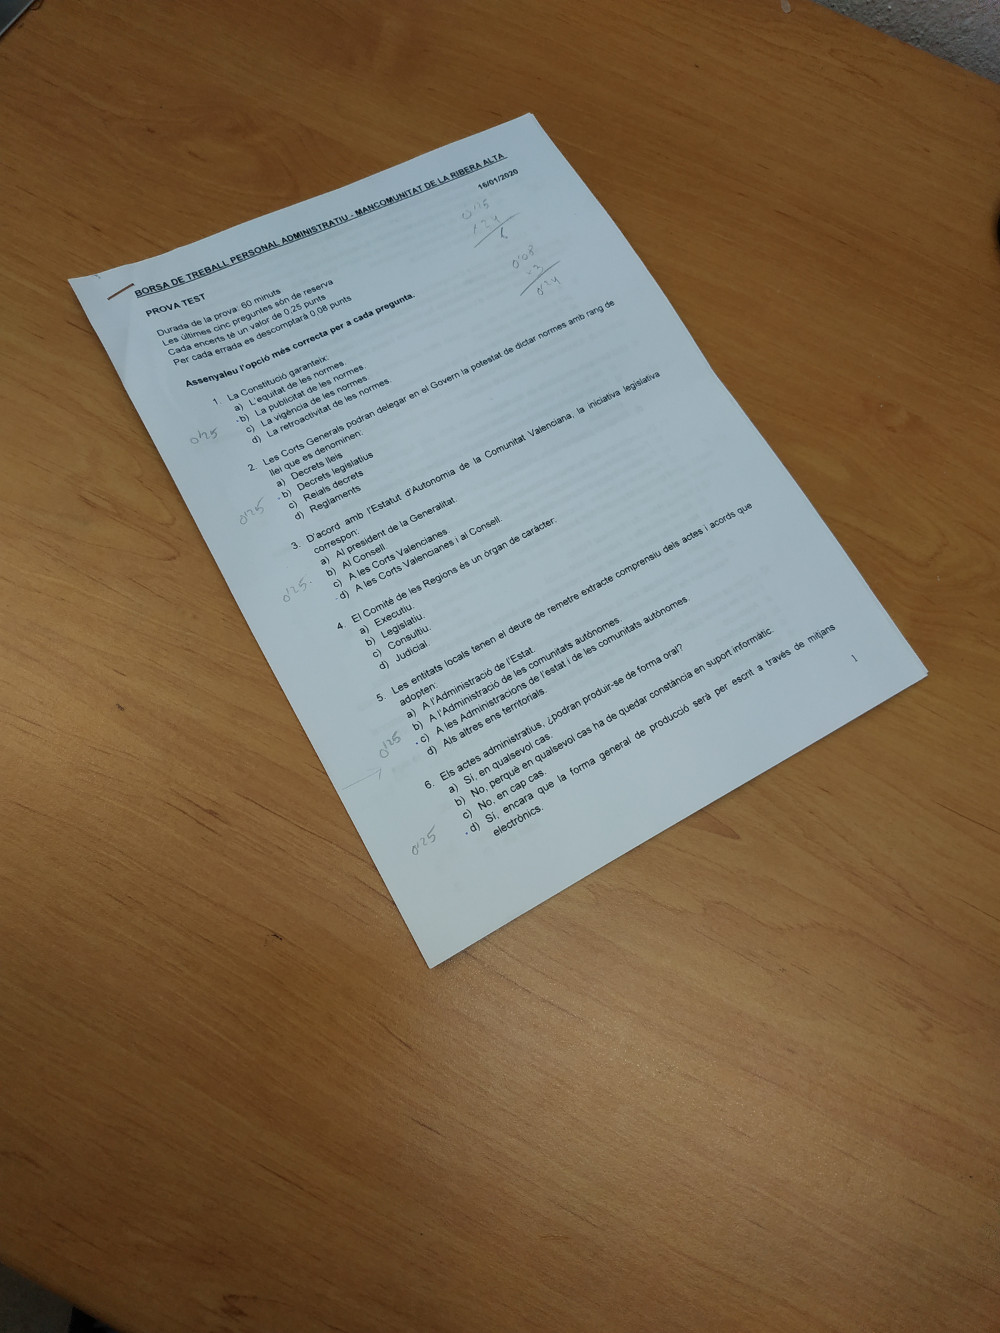 BORSA DE TREBALL PERSONAL ADMINISTRATIU - MANCOMUNITAT DE LA RIBERA ALTA
16/01/2020
0'25
x 24
6
0'08
x 3
0'24
PROVA TEST
Durada de la prova: 60 minuts
Les últimes cinc preguntes són de reserva
Cada encerts té un valor de 0,25 punts
Per cada errada es descomptarà 0,08 punts
Assenyaleu l'opció més correcta per a cada pregunta.
1. La Constitució garanteix:
a) L'equitat de les normes.
b) La publicitat de les normes.
c) La vigència de les normes
d) La retroactivitat de les normes.
0'25
2. Les Corts Generals podran delegar en el Govern la potestat de dictar normes amb rang de
llei que es denominen:
a) Decrets lleis
b) Decrets legislatius
c) Reials decrets
d) Reglaments
0'25
3. D'acord amb l'Estatut d'Autonomia de la Comunitat Valenciana, la iniciativa legislativa
correspon:
a) Al president de la Generalitat.
b) Al Consell.
c) A les Corts Valencianes
d) A les Corts Valencianes i al Consell.
0'25.
4. El Comité de les Regions és un òrgan de caràcter:
a) Executiu.
b) Legislatiu.
c) Consultiu.
d) Judicial.
5. Les entitats locals tenen el deure de remetre extracte comprensiu dels actes i acords que
adopten:
a) A l'Administració de l'Estat.
b) A l'Administració de les comunitats autònomes.
c) A les Administracions de l'estat i de les comunitats autònomes.
d) Als altres ens territorials.
0'25
6. Els actes administratius, ¿podran produir-se de forma oral?
a) Sí, en qualsevol cas.
b) No, perquè en qualsevol cas ha de quedar constància en suport informàtic.
c) No, en cap cas.
d) Sí, encara que la forma general de producció serà per escrit a través de mitjans
electrónics.
0'25
1